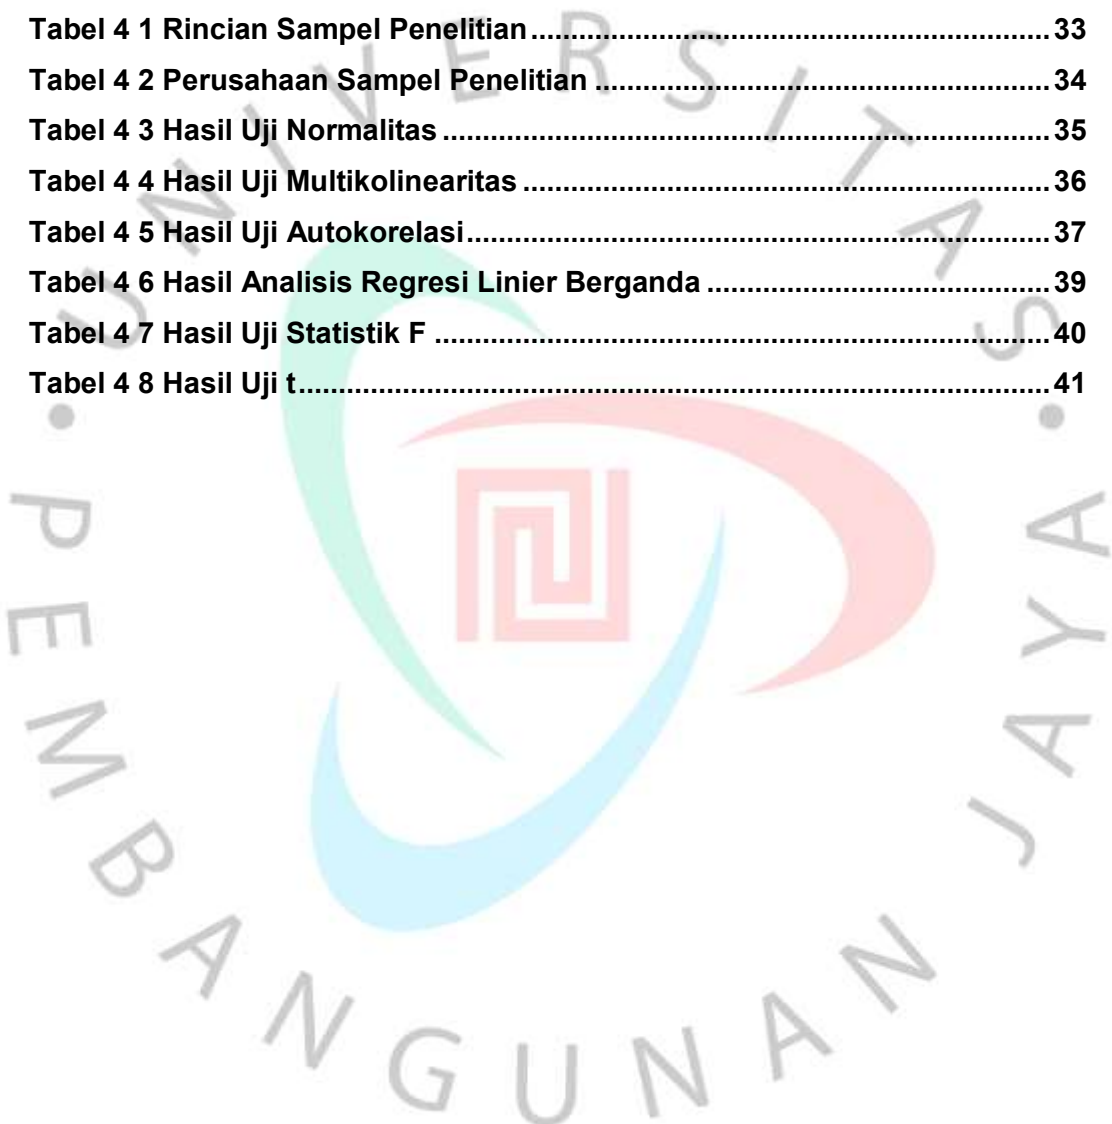 Tabel 4 1 Rincian Sampel Penelitian.................................................................33
Tabel 4 2 Perusahaan Sampel Penelitian .........................................................34
Tabel 4 3 Hasil Uji Normalitas............................................................................35
Tabel 4 4 Hasil Uji Multikolinearitas..................................................................36
Tabel 4 5 Hasil Uji Autokorelasi.........................................................................37
Tabel 4 6 Hasil Analisis Regresi Linier Berganda ...........................................39
Tabel 4 7 Hasil Uji Statistik F .............................................................................40
Tabel 4 8 Hasil Uji t..............................................................................................41
UNIVERSITAS • PEMBANGUNAN JAYA •